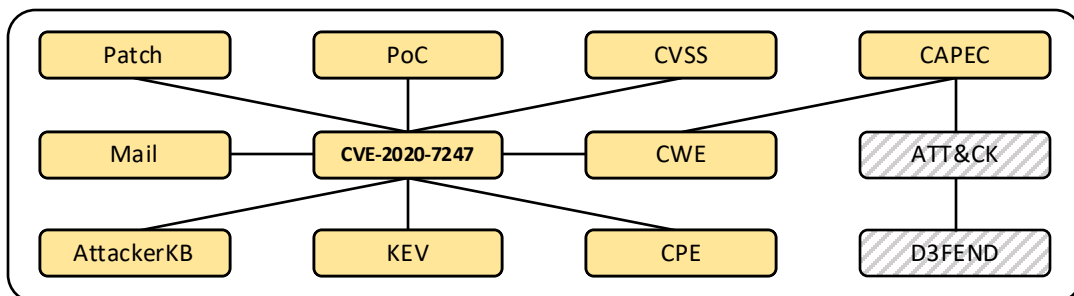 Patch
PoC
CVSS
CAPEC
Mail
CVE-2020-7247
CWE
ATT&CK
AttackerKB
KEV
CPE
D3FEND